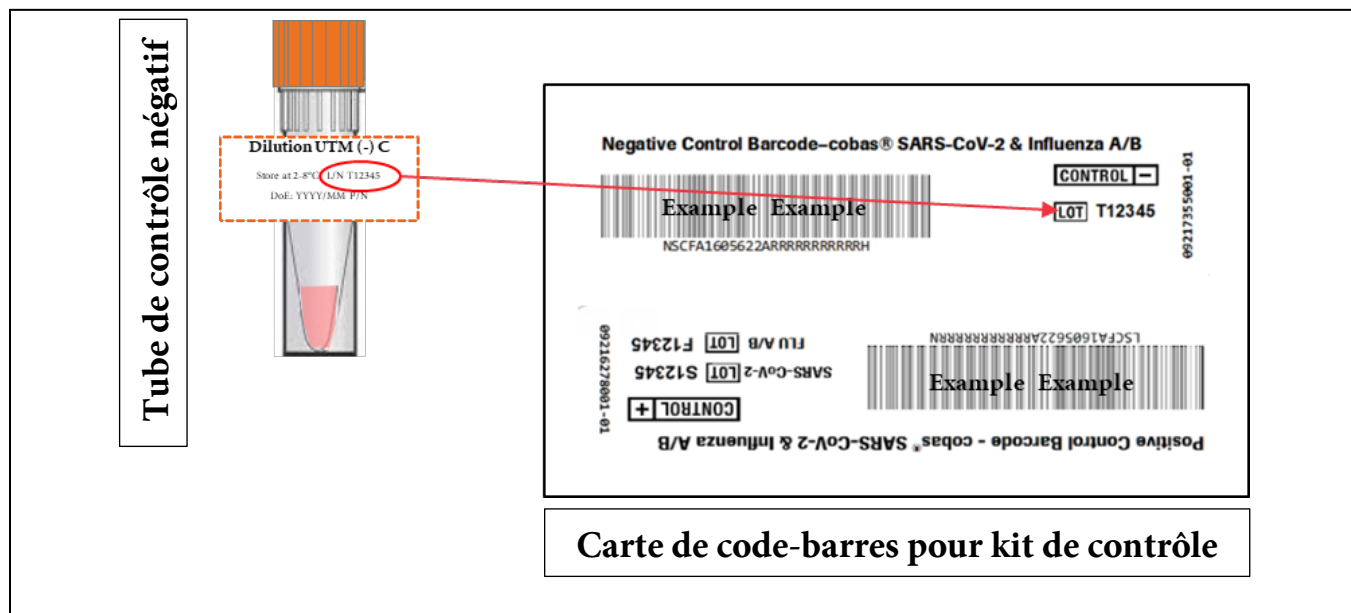 Tube de contrôle négatif
Dilution UTM (-) C
Store at 2-8°C L/N T12345
DoE: YYYY/MM P/N
Negative Control Barcode–cobas® SARS-CoV-2 & Influenza A/B
CONTROL –
Example Example
LOT T12345
NSCFA1605622ARRRRRRRRRRRH
09217355001-01
Positive Control Barcode - cobas® SARS-CoV-2 & Influenza A/B
CONTROL +
Example Example
SARS-CoV-2 LOT S12345
FLU A/B LOT F12345
LSCFA1605622ARRRRRRRRRRRN
09216278001-01
Carte de code-barres pour kit de contrôle